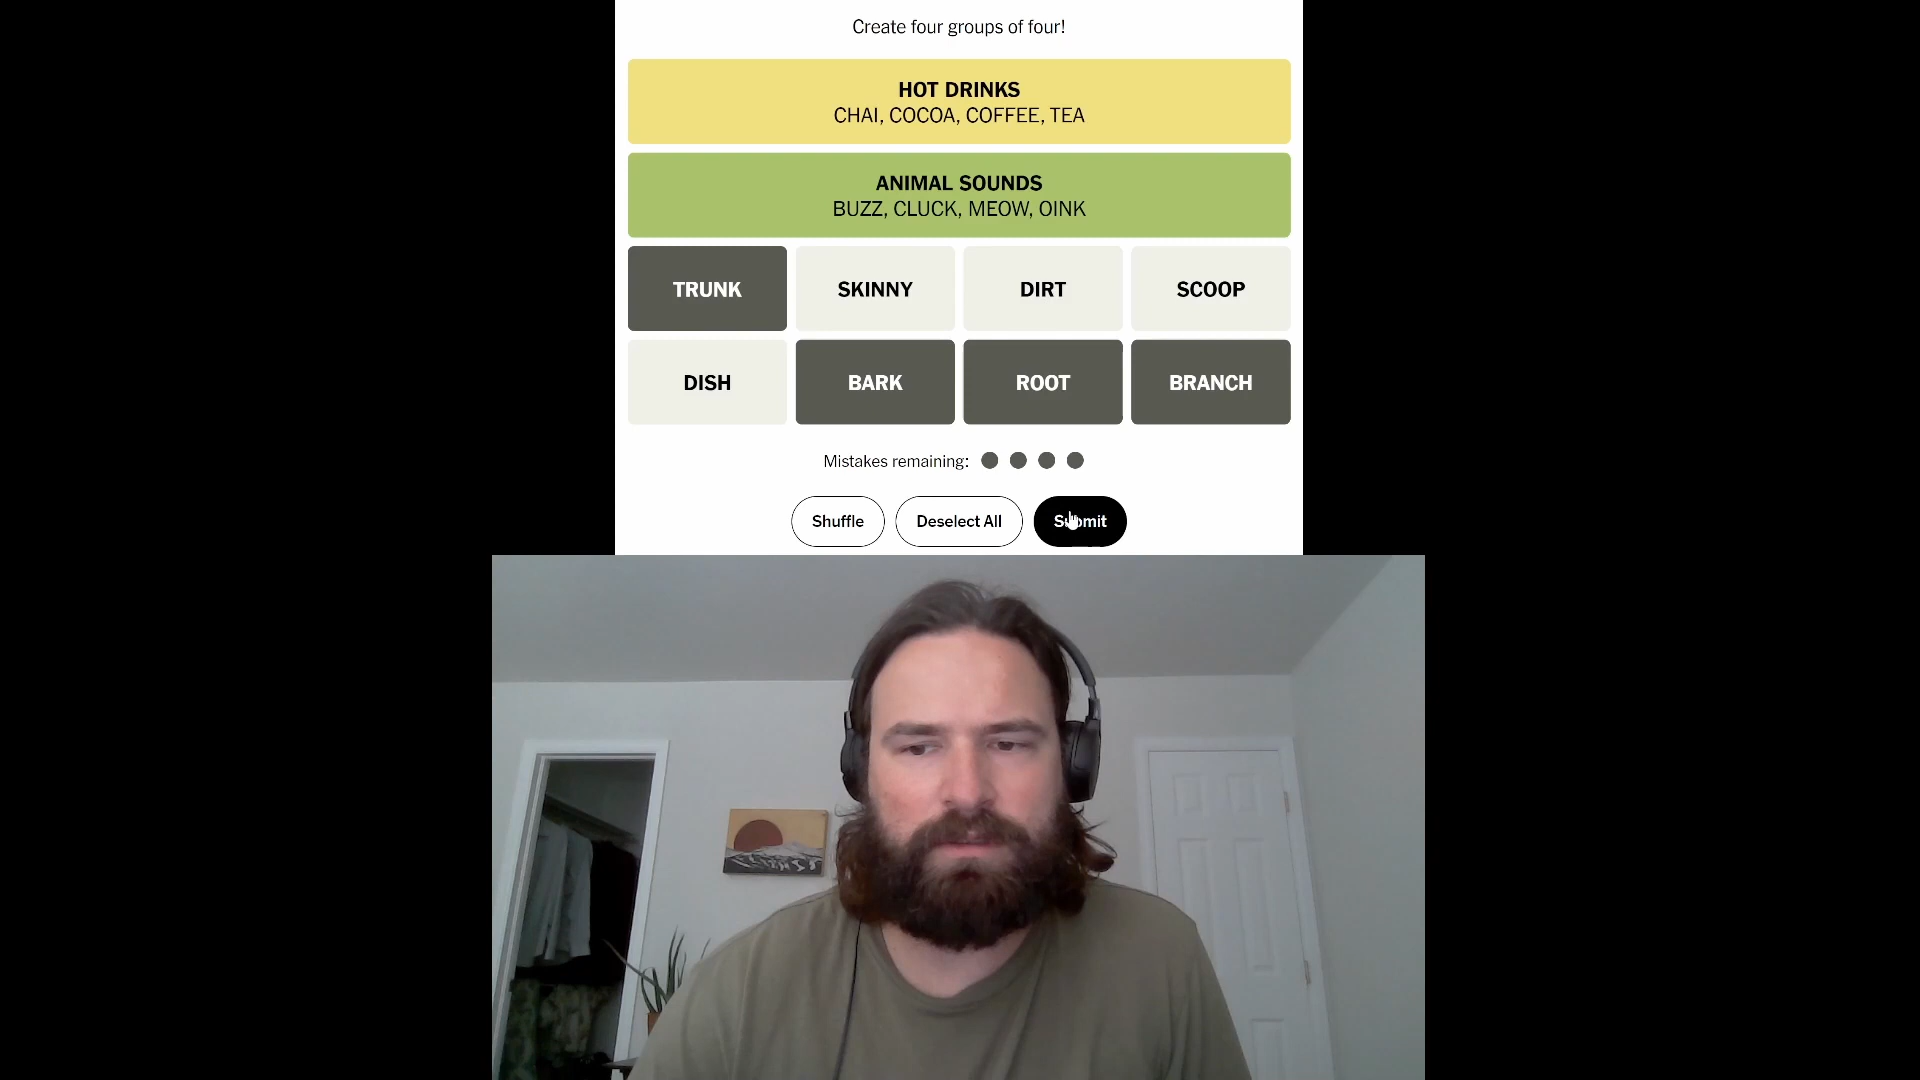 Create four groups of four!
HOT DRINKS
CHAI, COCOA, COFFEE, TEA
ANIMAL SOUNDS
BUZZ, CLUCK, MEOW, OINK
TRUNK SKINNY DIRT SCOOP
DISH BARK ROOT BRANCH
Mistakes remaining:
Shuffle Deselect All Submit